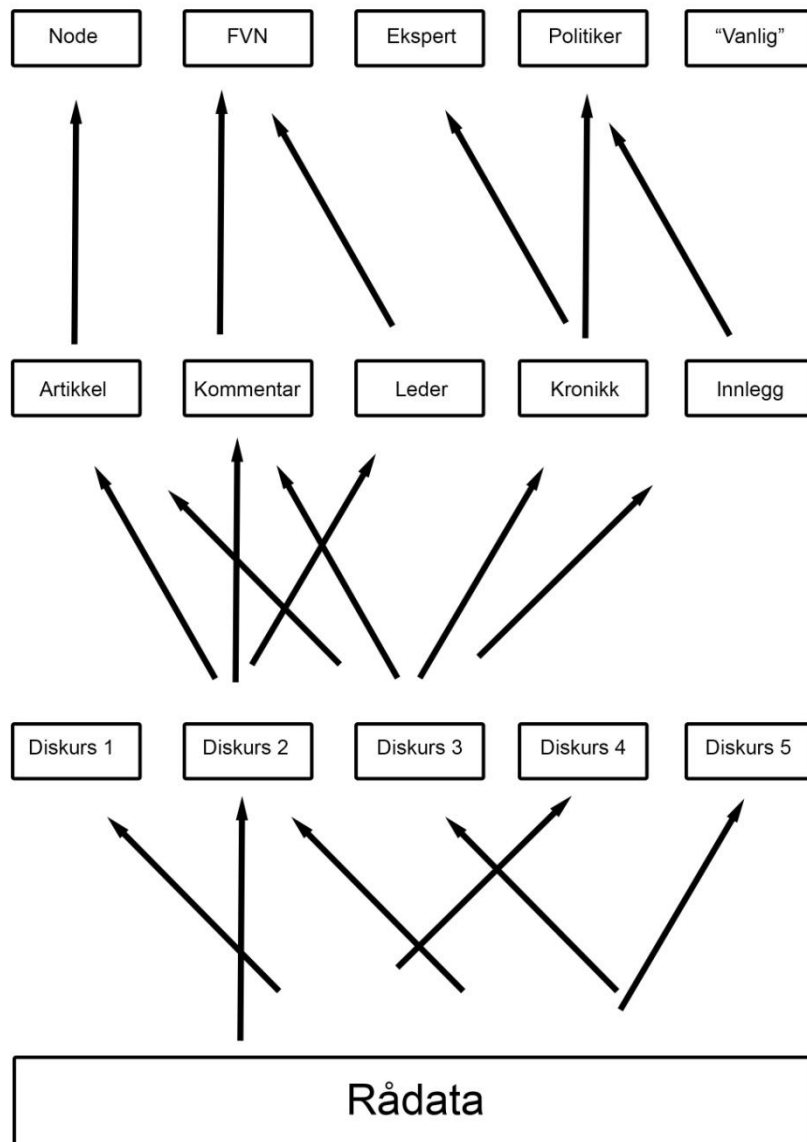 Node FVN Ekspert Politiker “Vanlig”
Artikkel Kommentar Leder Kronikk Innlegg
Diskurs 1 Diskurs 2 Diskurs 3 Diskurs 4 Diskurs 5
Rådata